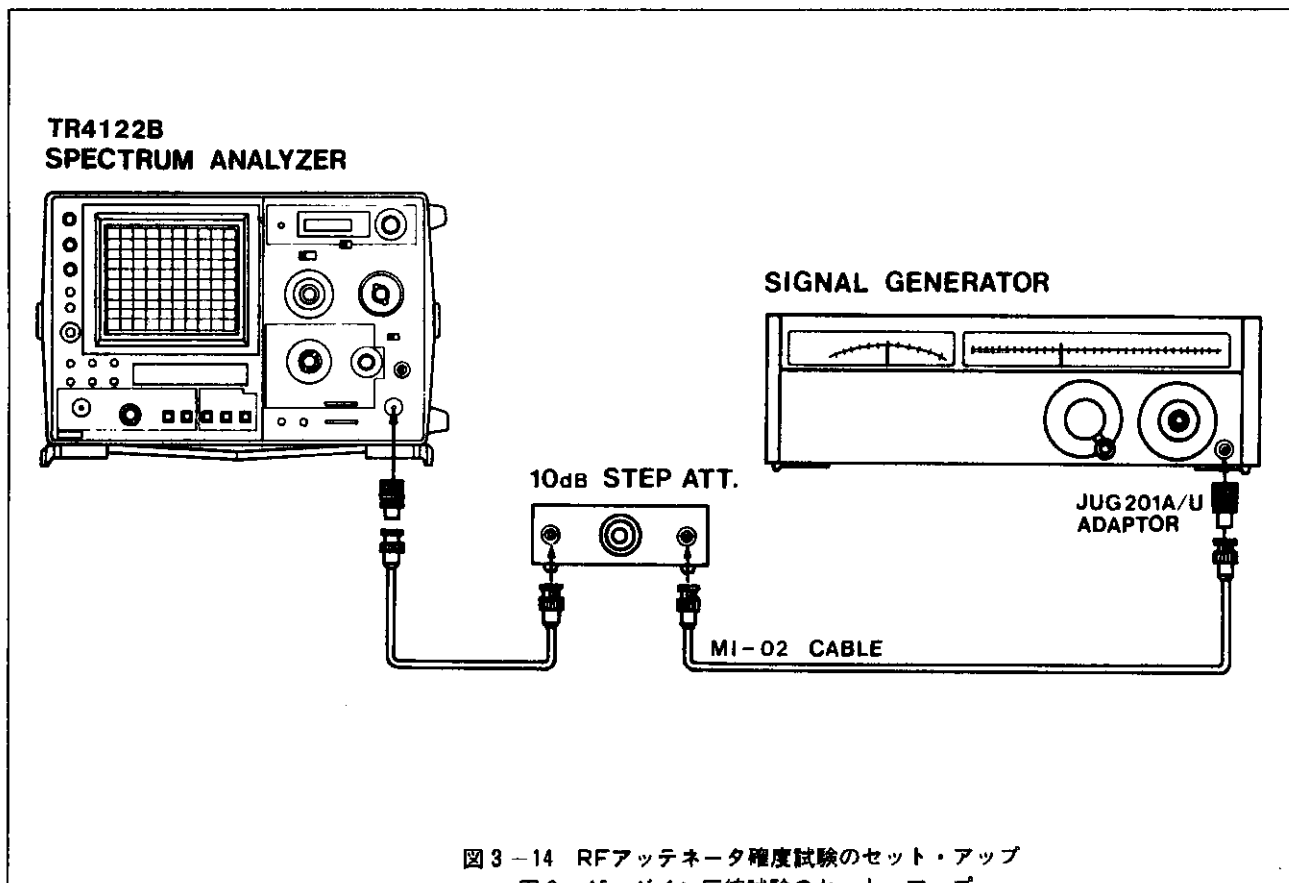 TR4122B
SPECTRUM ANALYZER
SIGNAL GENERATOR
10dB STEP ATT.
JUG201A/U
ADAPTOR
MI-02 CABLE
図3-14 RFアッテネータ確度試験のセット・アップ